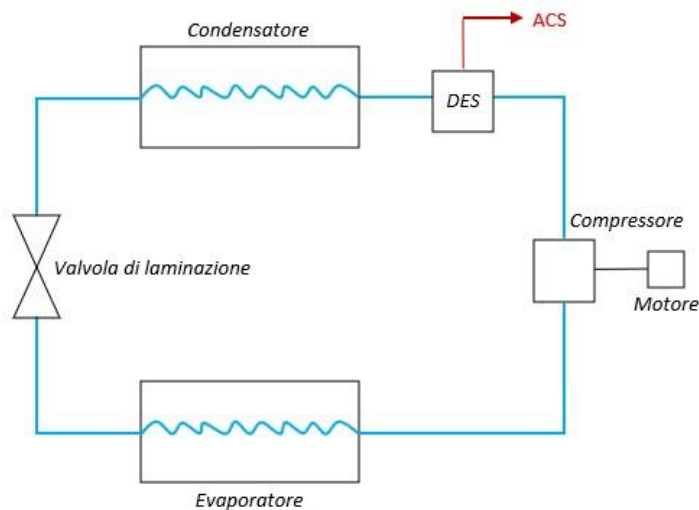 Condensatore
ACS
DES
Compressore
Valvola di laminazione
Motore
Evaporatore